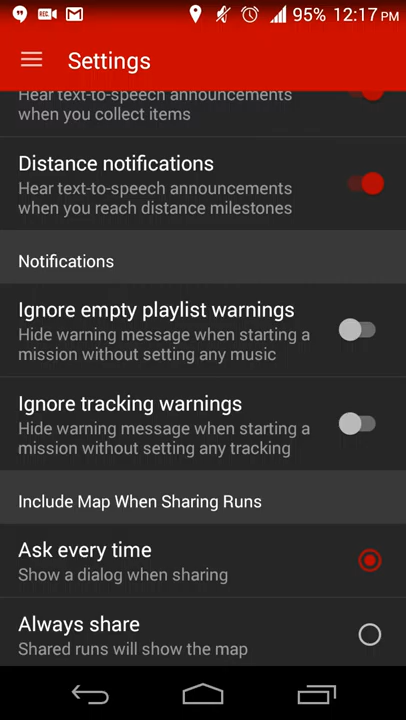 REC
95% 12:17 PM
Settings
Hear text-to-speech announcements
when you collect items
Distance notifications
Hear text-to-speech announcements
when you reach distance milestones
Notifications
Ignore empty playlist warnings
Hide warning message when starting a
mission without setting any music
Ignore tracking warnings
Hide warning message when starting a
mission without setting any tracking
Include Map When Sharing Runs
Ask every time
Show a dialog when sharing
Always share
Shared runs will show the map